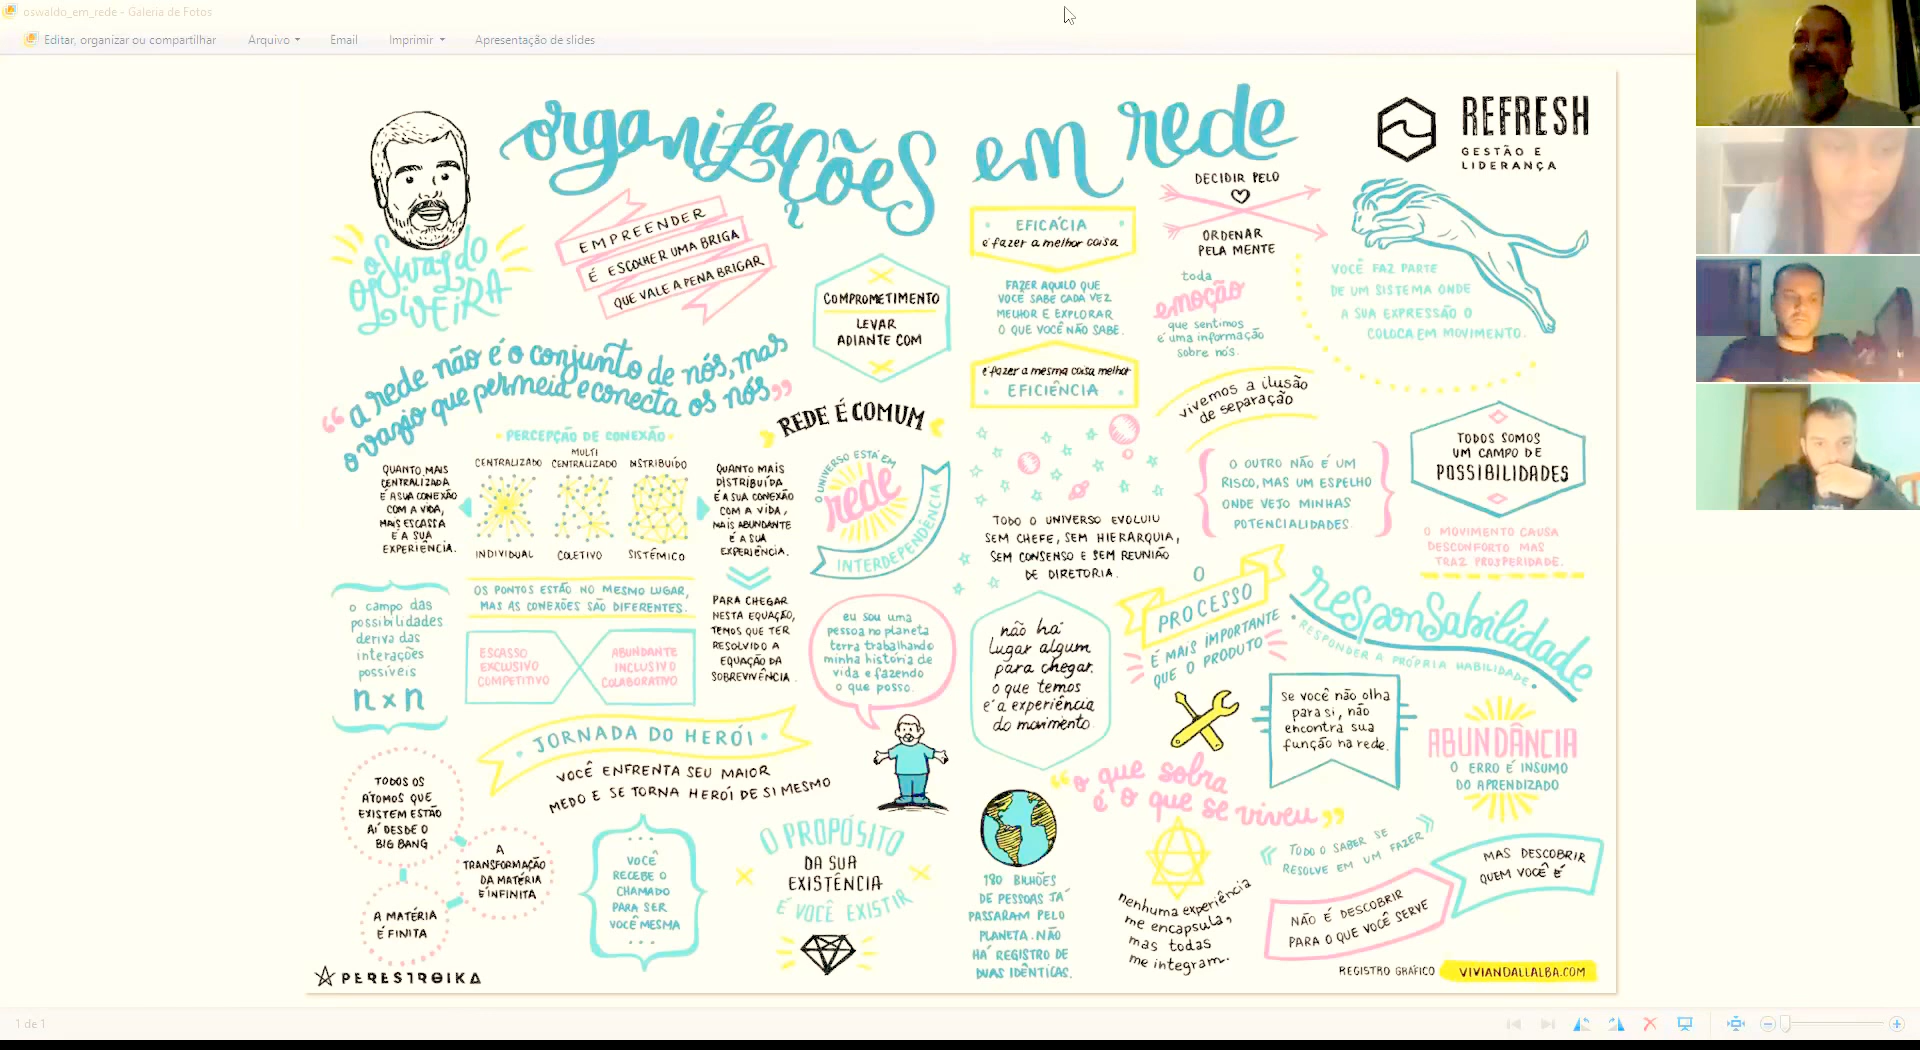 oswaldo_em_rede - Galeria de Fotos
Editar, organizar ou compartilhar
Arquivo
Email
Imprimir
Apresentação de slides
organizações em rede
REFRESH
GESTÃO E
LIDERANÇA
OSWALDO
OLIVEIRA
EMPREENDER
É ESCOLHER UMA BRIGA
QUE VALE A PENA BRIGAR
COMPROMETIMENTO
LEVAR
ADIANTE COM
EFICÁCIA
é fazer a melhor coisa
FAZER AQUILO QUE
VOCÊ SABE CADA VEZ
MELHOR E EXPLORAR
O QUE VOCÊ NÃO SABE.
é fazer a mesma coisa melhor
EFICIÊNCIA
DECIDIR PELO
ORDENAR
PELA MENTE
toda
emoção
que sentimos
é uma informação
sobre nós.
VOCÊ FAZ PARTE
DE UM SISTEMA ONDE
A SUA EXPRESSÃO O
COLOCA EM MOVIMENTO.
vivemos a ilusão
de separação
"a rede não é o conjunto de nós, mas
o vazio que permeia e conecta os nós"
REDE É COMUM
PERCEPÇÃO DE CONEXÃO
QUANTO MAIS
CENTRALIZADA
É A SUA CONEXÃO
COM A VIDA,
MAIS ESCASSA
É A SUA
EXPERIÊNCIA.
CENTRALIZADO
MULTI
CENTRALIZADO
DISTRIBUÍDO
INDIVIDUAL
COLETIVO
SISTÊMICO
QUANTO MAIS
DISTRIBUÍDA
É A SUA CONEXÃO
COM A VIDA,
MAIS ABUNDANTE
É A SUA
EXPERIÊNCIA.
O UNIVERSO ESTÁ EM
rede
INTERDEPENDÊNCIA
TODO O UNIVERSO EVOLUIU
SEM CHEFE, SEM HIERARQUIA,
SEM CONSENSO E SEM REUNIÃO
DE DIRETORIA.
O OUTRO NÃO É UM
RISCO, MAS UM ESPELHO
ONDE VEJO MINHAS
POTENCIALIDADES
TODOS SOMOS
UM CAMPO DE
POSSIBILIDADES
O MOVIMENTO CAUSA
DESCONFORTO MAS
TRAZ PROSPERIDADE.
o campo das
possibilidades
deriva das
interações
possíveis
n x n
OS PONTOS ESTÃO NO MESMO LUGAR,
MAS AS CONEXÕES SÃO DIFERENTES.
ESCASSO
EXCLUSIVO
COMPETITIVO
ABUNDANTE
INCLUSIVO
COLABORATIVO
PARA CHEGAR
NESTA EQUAÇÃO,
TEMOS QUE TER
RESOLVIDO A
EQUAÇÃO DA
SOBREVIVÊNCIA.
eu sou uma
pessoa no planeta
terra trabalhando
minha história de
vida e fazendo
o que posso.
não há
lugar algum
para chegar.
o que temos
é a experiência
do movimento.
O
PROCESSO
É MAIS IMPORTANTE
QUE O PRODUTO
responsabilidade
RESPONDER À PRÓPRIA HABILIDADE
se você não olha
para si, não
encontra sua
função na rede.
ABUNDÂNCIA
O ERRO É INSUMO
DO APRENDIZADO
JORNADA DO HERÓI
VOCÊ ENFRENTA SEU MAIOR
MEDO E SE TORNA HERÓI DE SI MESMO
"o que sobra
é o que se viveu"
TODOS OS
ÁTOMOS QUE
EXISTEM ESTÃO
AÍ DESDE O
BIG BANG
A
TRANSFORMAÇÃO
DA MATÉRIA
É INFINITA
A MATÉRIA
É FINITA
VOCÊ
RECEBE O
CHAMADO
PARA SER
VOCÊ MESMA
...
O PROPÓSITO
DA SUA
EXISTÊNCIA
É VOCÊ EXISTIR
180 BILHÕES
DE PESSOAS JÁ
PASSARAM PELO
PLANETA. NÃO
HÁ REGISTRO DE
DUAS IDÊNTICAS.
nenhuma experiência
me encapsula,
mas todas
me integram.
TODO O SABER SE
RESOLVE EM UM FAZER
NÃO É DESCOBRIR
PARA O QUE VOCÊ SERVE
MAS DESCOBRIR
QUEM VOCÊ É
PERESTROIKA
REGISTRO GRÁFICO
VIVIANDALLALBA.COM
1 de 1